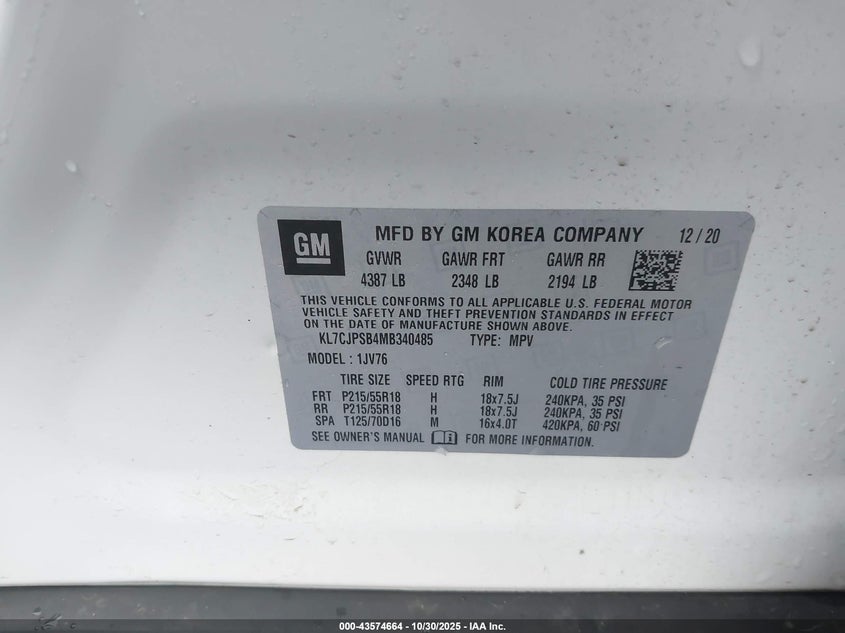 GM
MFD BY GM KOREA COMPANY 12 / 20
GVWR GAWR FRT GAWR RR
4387 LB 2348 LB 2194 LB
THIS VEHICLE CONFORMS TO ALL APPLICABLE U.S. FEDERAL MOTOR
VEHICLE SAFETY AND THEFT PREVENTION STANDARDS IN EFFECT
ON THE DATE OF MANUFACTURE SHOWN ABOVE.
KL7CJPSB4MB340485 TYPE: MPV
MODEL : 1JV76
TIRE SIZE SPEED RTG RIM COLD TIRE PRESSURE
FRT P215/55R18 H 18x7.5J 240KPA, 35 PSI
RR P215/55R18 H 18x7.5J 240KPA, 35 PSI
SPA T125/70D16 M 16x4.0T 420KPA, 60 PSI
SEE OWNER'S MANUAL FOR MORE INFORMATION.
000-43574664 | 10/30/2025 - IAA Inc.